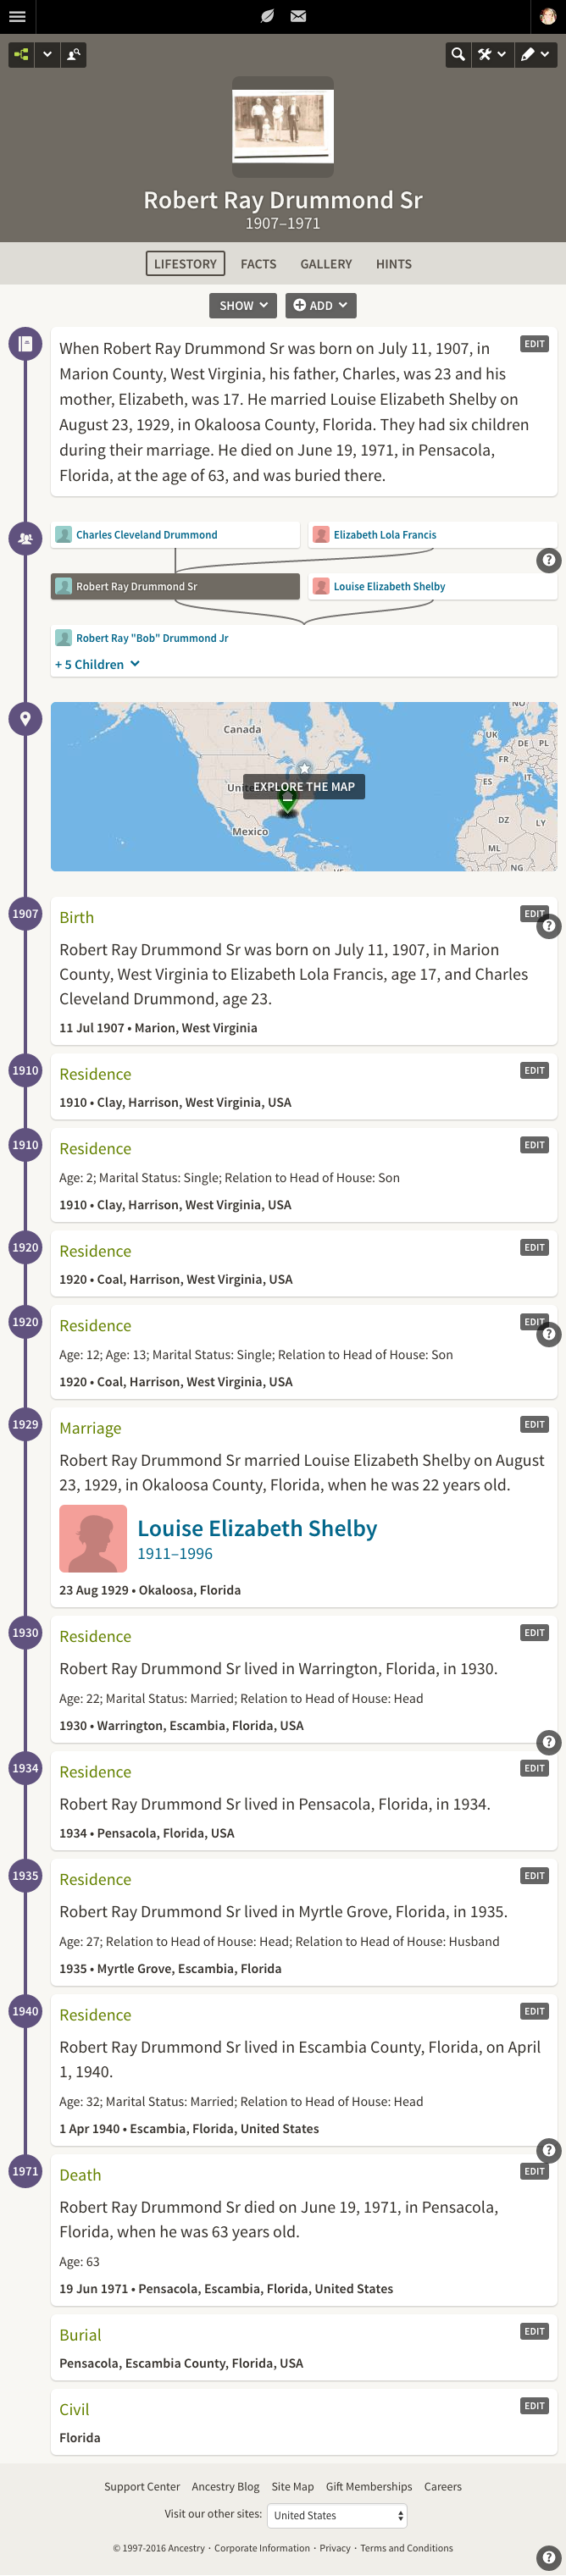 Robert Ray Drummond Sr
1907–1971
LIFESTORY FACTS GALLERY HINTS
SHOW ADD
EDIT
When Robert Ray Drummond Sr was born on July 11, 1907, in
Marion County, West Virginia, his father, Charles, was 23 and his
mother, Elizabeth, was 17. He married Louise Elizabeth Shelby on
August 23, 1929, in Okaloosa County, Florida. They had six children
during their marriage. He died on June 19, 1971, in Pensacola,
Florida, at the age of 63, and was buried there.
Charles Cleveland Drummond Elizabeth Lola Francis
?
Robert Ray Drummond Sr Louise Elizabeth Shelby
Robert Ray "Bob" Drummond Jr
+ 5 Children
NO
Canada
UK
DE PL
FR
EXPLORE THE MAP
ES IT
Mexico
DZ LY
ML
NG
1907 Birth EDIT
?
Robert Ray Drummond Sr was born on July 11, 1907, in Marion
County, West Virginia to Elizabeth Lola Francis, age 17, and Charles
Cleveland Drummond, age 23.
11 Jul 1907 • Marion, West Virginia
1910 Residence EDIT
1910 • Clay, Harrison, West Virginia, USA
1910 Residence EDIT
Age: 2; Marital Status: Single; Relation to Head of House: Son
1910 • Clay, Harrison, West Virginia, USA
1920 Residence EDIT
1920 • Coal, Harrison, West Virginia, USA
1920 Residence EDIT
?
Age: 12; Age: 13; Marital Status: Single; Relation to Head of House: Son
1920 • Coal, Harrison, West Virginia, USA
1929 Marriage EDIT
Robert Ray Drummond Sr married Louise Elizabeth Shelby on August
23, 1929, in Okaloosa County, Florida, when he was 22 years old.
Louise Elizabeth Shelby
1911–1996
23 Aug 1929 • Okaloosa, Florida
1930 Residence EDIT
Robert Ray Drummond Sr lived in Warrington, Florida, in 1930.
Age: 22; Marital Status: Married; Relation to Head of House: Head
1930 • Warrington, Escambia, Florida, USA
?
1934 Residence EDIT
Robert Ray Drummond Sr lived in Pensacola, Florida, in 1934.
1934 • Pensacola, Florida, USA
1935 Residence EDIT
Robert Ray Drummond Sr lived in Myrtle Grove, Florida, in 1935.
Age: 27; Relation to Head of House: Head; Relation to Head of House: Husband
1935 • Myrtle Grove, Escambia, Florida
1940 Residence EDIT
Robert Ray Drummond Sr lived in Escambia County, Florida, on April
1, 1940.
Age: 32; Marital Status: Married; Relation to Head of House: Head
1 Apr 1940 • Escambia, Florida, United States
?
1971 Death EDIT
Robert Ray Drummond Sr died on June 19, 1971, in Pensacola,
Florida, when he was 63 years old.
Age: 63
19 Jun 1971 • Pensacola, Escambia, Florida, United States
Burial EDIT
Pensacola, Escambia County, Florida, USA
Civil EDIT
Florida
Support Center Ancestry Blog Site Map Gift Memberships Careers
Visit our other sites: United States
© 1997-2016 Ancestry · Corporate Information · Privacy · Terms and Conditions
?